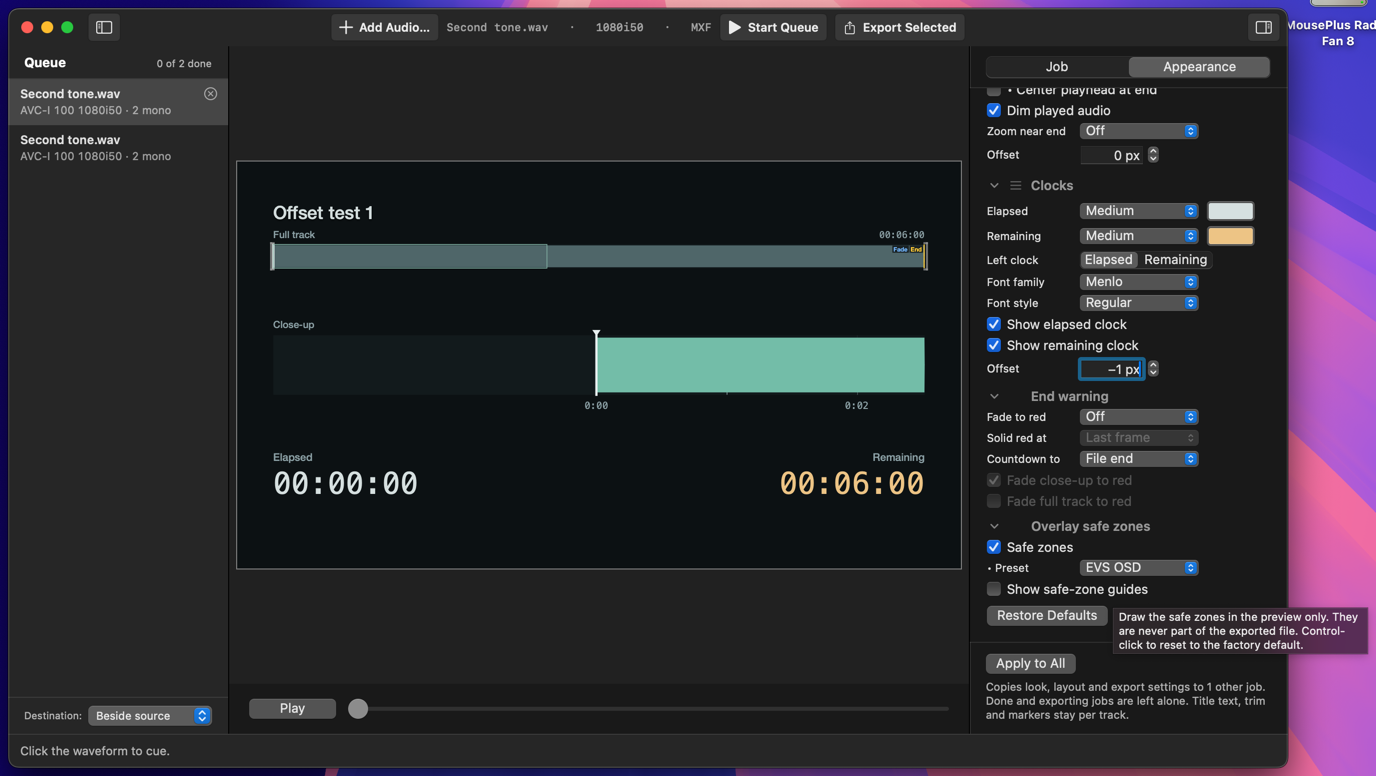 MousePlus Rad
Fan 8
Add Audio...
Second tone.wav · 1080i50 · MXF
Start Queue
Export Selected
Queue
0 of 2 done
Second tone.wav
AVC-I 100 1080i50 · 2 mono
Second tone.wav
AVC-I 100 1080i50 · 2 mono
Destination: Beside source
Click the waveform to cue.
Offset test 1
Full track
00:06:00
Fade End
Close-up
0:00
0:02
Elapsed
Remaining
00:00:00
00:06:00
Play
Job
Appearance
• Center playhead at end
Dim played audio
Zoom near end Off
Offset 0 px
Clocks
Elapsed Medium
Remaining Medium
Left clock Elapsed Remaining
Font family Menlo
Font style Regular
Show elapsed clock
Show remaining clock
Offset –1 px
End warning
Fade to red Off
Solid red at Last frame
Countdown to File end
Fade close-up to red
Fade full track to red
Overlay safe zones
Safe zones
• Preset EVS OSD
Show safe-zone guides
Restore Defaults
Draw the safe zones in the preview only. They
are never part of the exported file. Control-
click to reset to the factory default.
Apply to All
Copies look, layout and export settings to 1 other job.
Done and exporting jobs are left alone. Title text, trim
and markers stay per track.